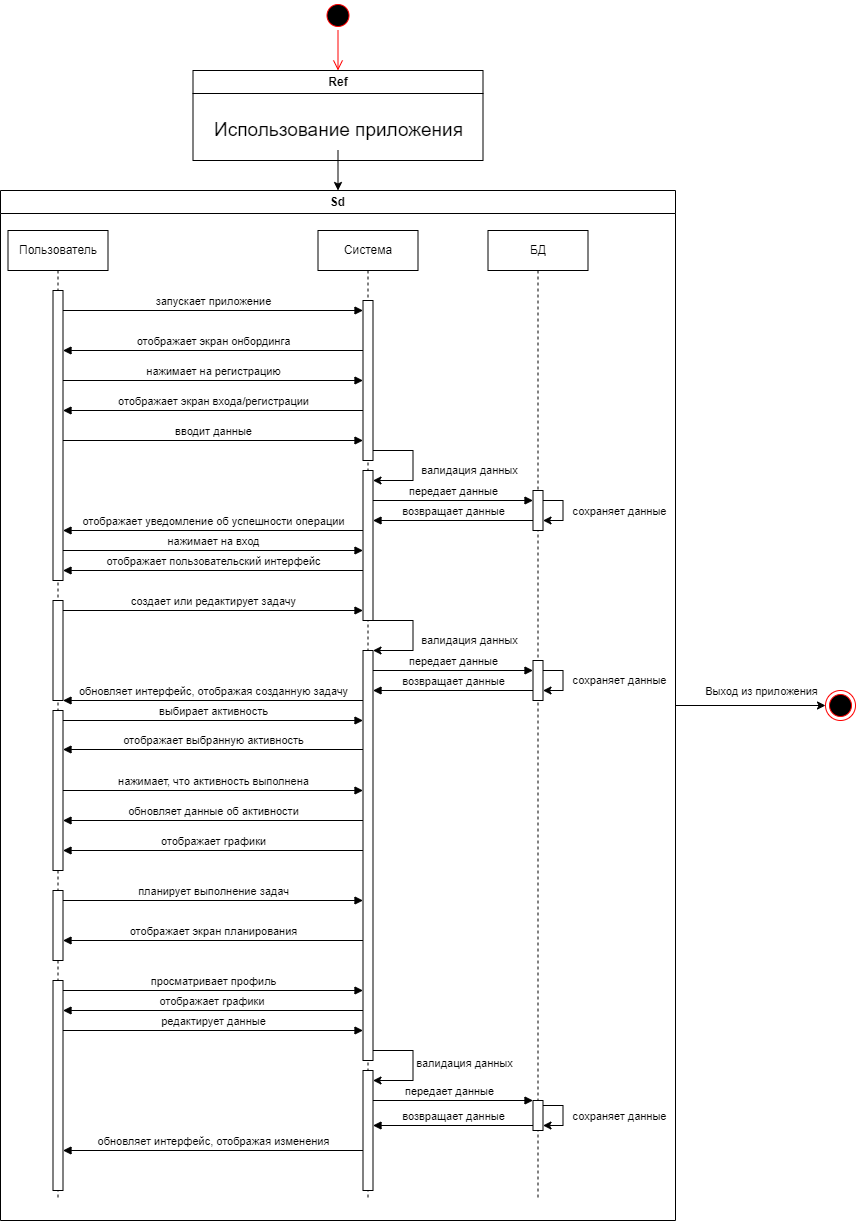 Ref
Использование приложения
Sd
Пользователь
Система
БД
запускает приложение
отображает экран онбординга
нажимает на регистрацию
отображает экран входа/регистрации
вводит данные
валидация данных
передает данные
возвращает данные
сохраняет данные
отображает уведомление об успешности операции
нажимает на вход
отображает пользовательский интерфейс
создает или редактирует задачу
валидация данных
передает данные
возвращает данные
сохраняет данные
обновляет интерфейс, отображая созданную задачу
Выход из приложения
выбирает активность
отображает выбранную активность
нажимает, что активность выполнена
обновляет данные об активности
отображает графики
планирует выполнение задач
отображает экран планирования
просматривает профиль
отображает графики
редактирует данные
валидация данных
передает данные
возвращает данные
сохраняет данные
обновляет интерфейс, отображая изменения